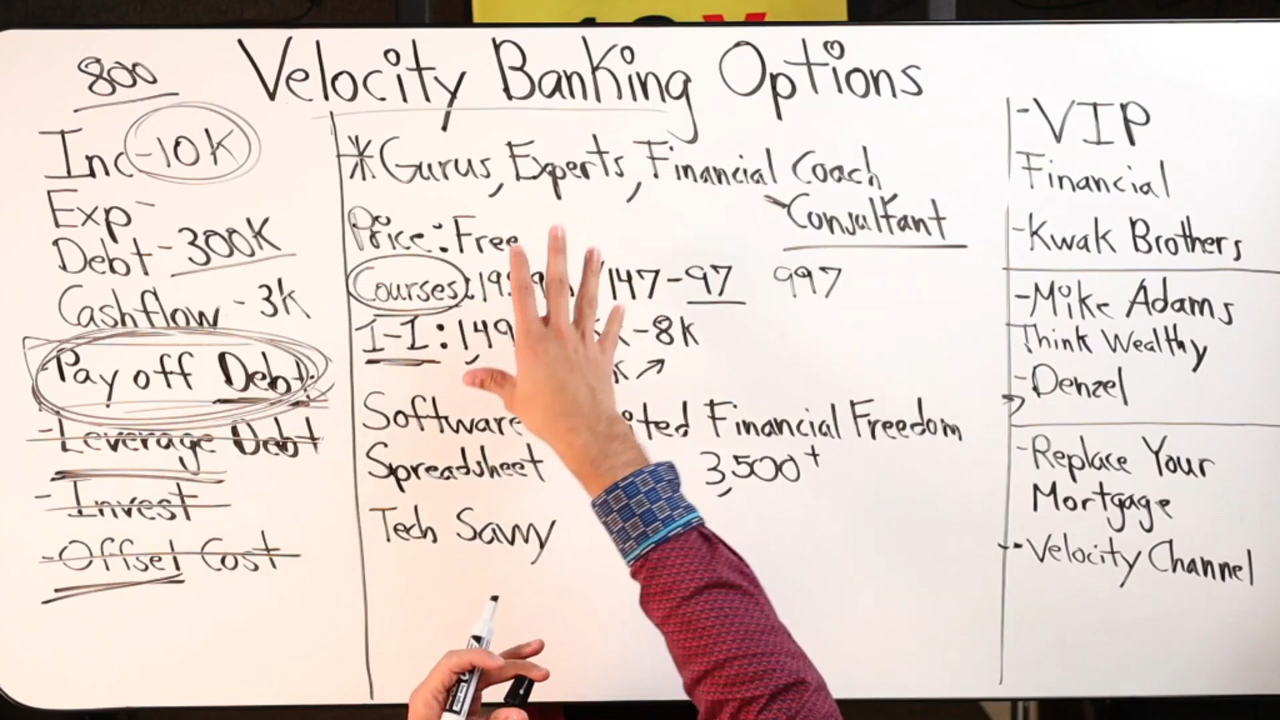 Velocity Banking Options
800
Inc-10K
Exp-
Debt-300K
Cashflow-3k
Pay off Debt
-Leverage Debt
-Invest
-Offset Cost
*Gurus, Experts, Financial Coach
Consultant
Price: Free
Courses: 147-97 997
1-1: -8k
Software Financial Freedom
Spreadsheet 3,500+
Tech Savvy
-VIP
Financial
-Kwak Brothers
-Mike Adams
Think Wealthy
-Denzel
-Replace Your
Mortgage
-Velocity Channel